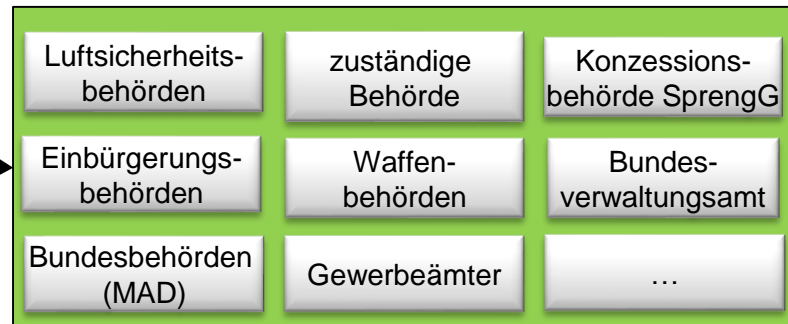 Luftsicherheits-
behörden
zuständige
Behörde
Konzessions-
behörde SprengG
Einbürgerungs-
behörden
Waffen-
behörden
Bundes-
verwaltungsamt
Bundesbehörden
(MAD)
Gewerbeämter
…